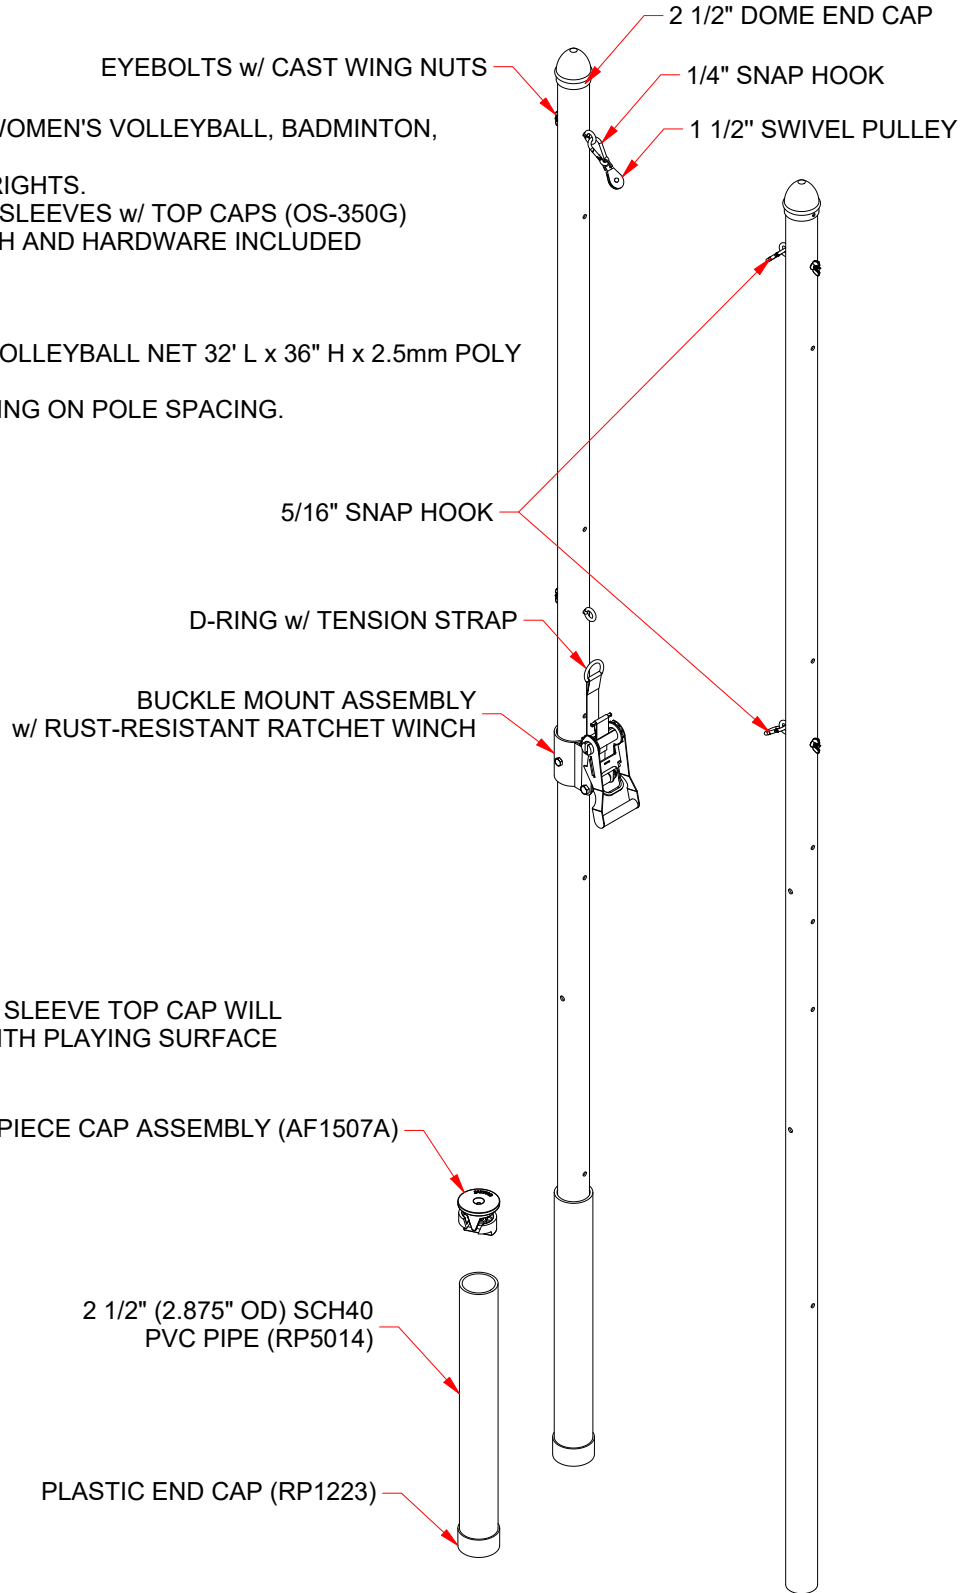 2 1/2" DOME END CAP
EYEBOLTS w/ CAST WING NUTS
1/4" SNAP HOOK
WOMEN'S VOLLEYBALL, BADMINTON,
1 1/2" SWIVEL PULLEY
RIGHTS.
SLEEVES w/ TOP CAPS (OS-350G)
H AND HARDWARE INCLUDED
OLLEYBALL NET 32' L x 36" H x 2.5mm POLY
ING ON POLE SPACING.
5/16" SNAP HOOK
D-RING w/ TENSION STRAP
BUCKLE MOUNT ASSEMBLY
w/ RUST-RESISTANT RATCHET WINCH
SLEEVE TOP CAP WILL
ITH PLAYING SURFACE
PIECE CAP ASSEMBLY (AF1507A)
2 1/2" (2.875" OD) SCH40
PVC PIPE (RP5014)
PLASTIC END CAP (RP1223)